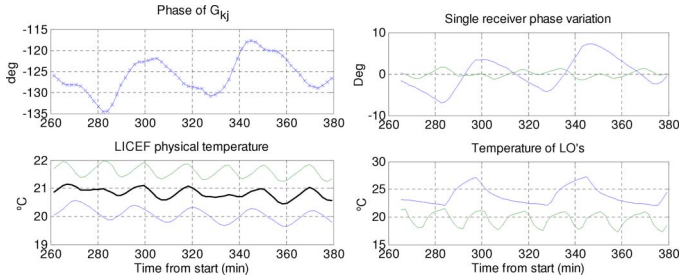 Phase of Gkj
-115
-120
-125
-130
-135
deg
260 280 300 320 340 360 380
Single receiver phase variation
10
0
-10
Deg
260 280 300 320 340 360 380
LICEF physical temperature
22
21
20
19
ºC
260 280 300 320 340 360 380
Time from start (min)
Temperature of LO's
30
25
20
15
ºC
260 280 300 320 340 360 380
Time from start (min)